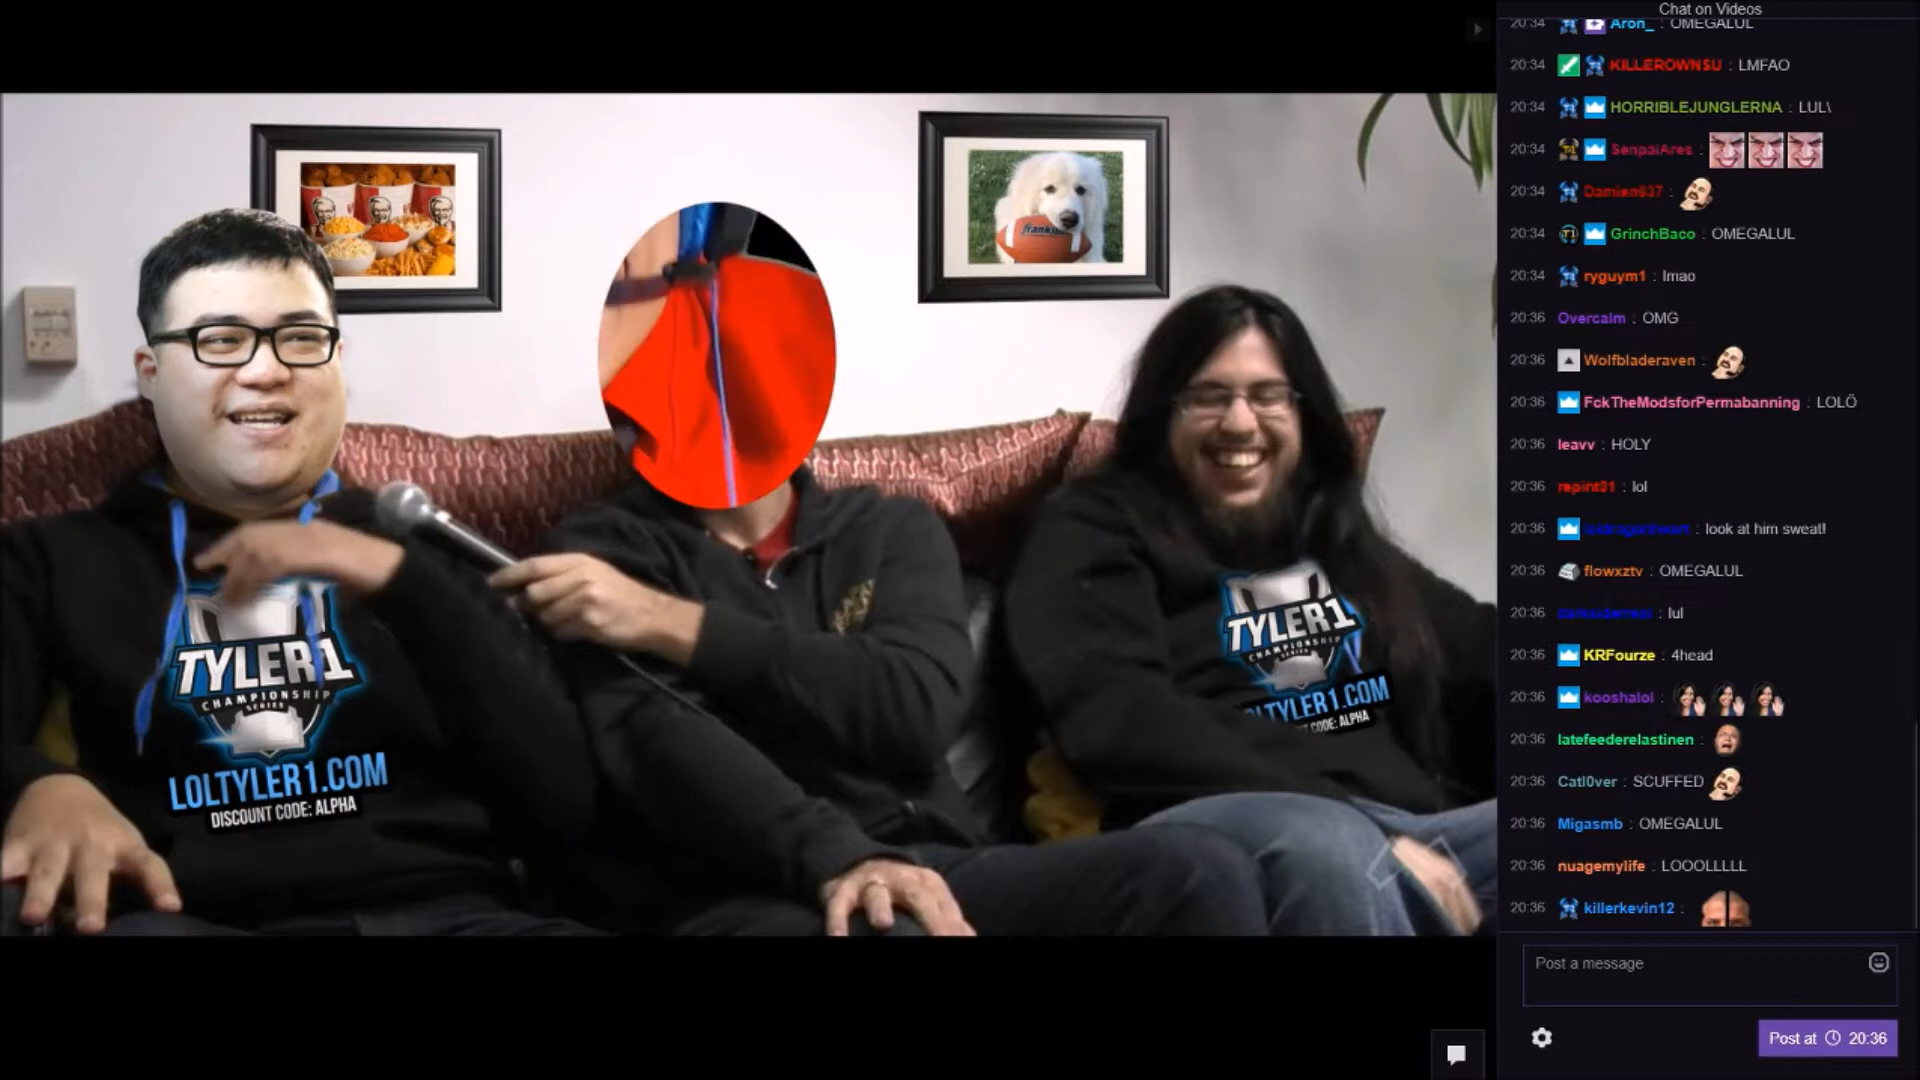 Chat on Videos
20:34 Aron_ : OMEGALUL
20:34 KILLEROWNSU : LMFAO
20:34 HORRIBLEJUNGLERNA : LUL\
20:34 SenpaiAres :
20:34 Damien637 :
20:34 GrinchBaco : OMEGALUL
20:34 ryguym1 : lmao
20:36 Overcalm : OMG
20:36 Wolfbladeraven :
20:36 FckTheModsforPermabanning : LOLÖ
20:36 leavv : HOLY
20:36 repint01 : lol
20:36 : look at him sweat!
20:36 flowxztv : OMEGALUL
20:36 : lul
20:36 KRFourze : 4head
20:36 kooshalol :
20:36 latefeederelastinen :
20:36 Catl0ver : SCUFFED
20:36 Migasmb : OMEGALUL
20:36 nuagemylife : LOOOLLLLL
20:36 killerkevin12 :
Post a message
Post at 20:36
franklin
TYLER1
CHAMPIONSHIP
SERIES
LOLTYLER1.COM
DISCOUNT CODE: ALPHA
TYLER1
CHAMPIONSHIP
SERIES
LTYLER1.COM
CODE: ALPHA